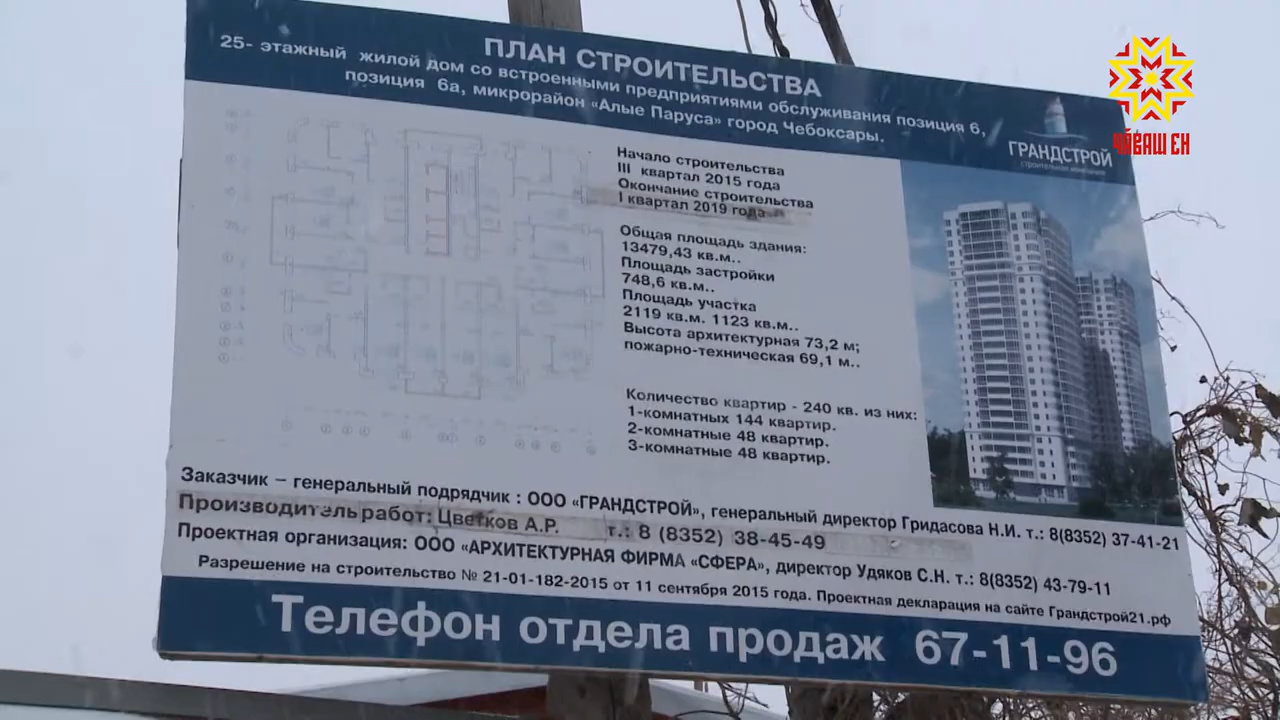 ПЛАН СТРОИТЕЛЬСТВА
25- этажный жилой дом со встроенными предприятиями обслуживания позиция 6,
позиция 6а, микрорайон «Алые Паруса» город Чебоксары.
ЧӐВАШ ЕН
ГРАНДСТРОЙ
строительная компания
Начало строительства
III квартал 2015 года
Окончание строительства
I квартал 2019 года
Общая площадь здания:
13479,43 кв.м..
Площадь застройки
748,6 кв.м..
Площадь участка
2119 кв.м. 1123 кв.м..
Высота архитектурная 73,2 м;
пожарно-техническая 69,1 м..
Количество квартир - 240 кв. из них:
1-комнатных 144 квартир.
2-комнатные 48 квартир.
3-комнатные 48 квартир.
Заказчик – генеральный подрядчик : ООО «ГРАНДСТРОЙ», генеральный директор Гридасова Н.И. т.: 8(8352) 37-41-21
Производитель работ: Цветков А.Р. т.: 8 (8352) 38-45-49
Проектная организация: ООО «АРХИТЕКТУРНАЯ ФИРМА «СФЕРА», директор Удяков С.Н. т.: 8(8352) 43-79-11
Разрешение на строительство № 21-01-182-2015 от 11 сентября 2015 года. Проектная декларация на сайте Грандстрой21.рф
Телефон отдела продаж 67-11-96